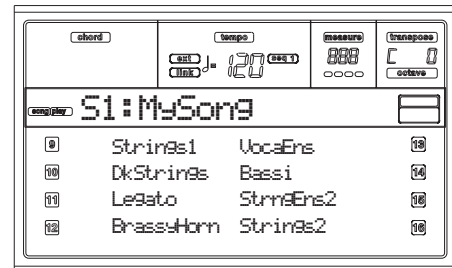 chord tempo measure transpose
ext link ♩= 120 seq 1 888 C 0
octave
song play S1:MySong
9 Strings1 VocaEns 13
10 DkStrings Bassi 14
11 Legato StrngEns2 15
12 BrassyHorn Strings2 16